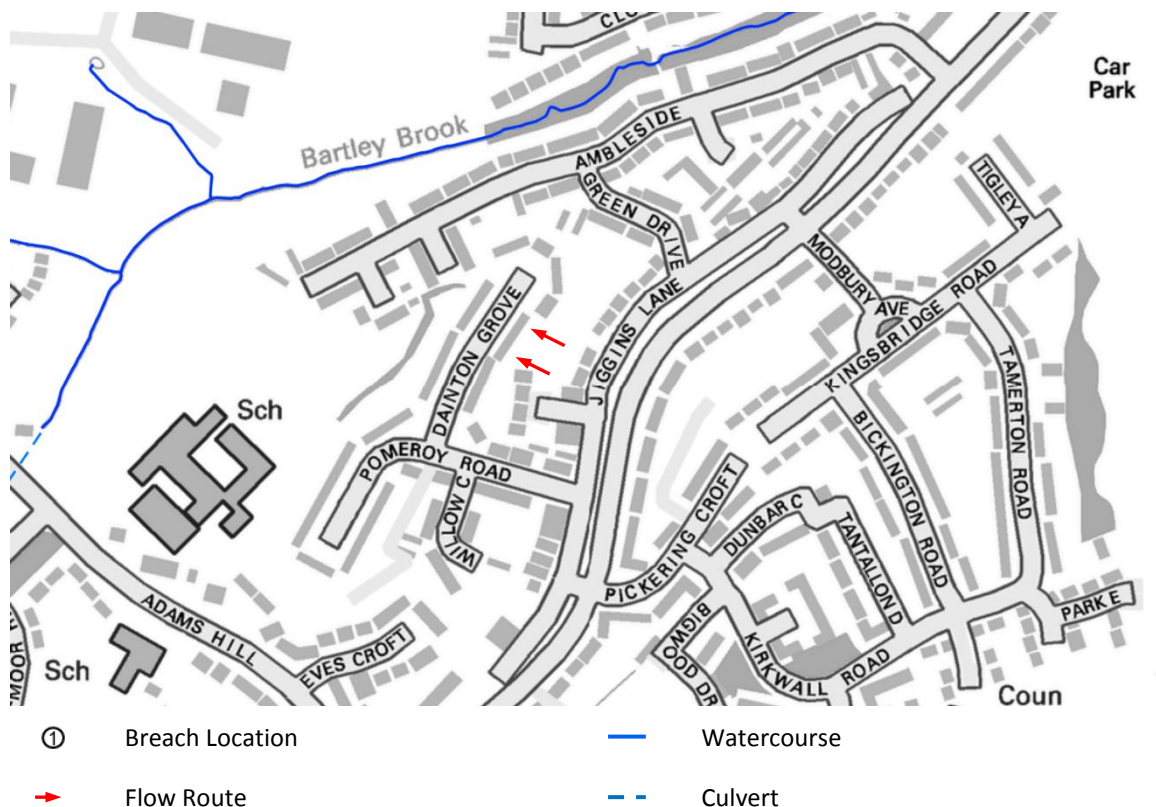 CLO
Car
Park
Bartley Brook
AMBLESIDE
GREEN DRIVE
TIGLEY A
MODBURY AVE
KINGSBRIDGE ROAD
JIGGINS LANE
DAINTON GROVE
TAMERTON ROAD
Sch
BICKINGTON ROAD
POMEROY ROAD
WILLOW C
PICKERING CROFT
DUNBAR C
TANTALLON D
ADAMS HILL
BIGWOOD DR
KIRKWALL ROAD
PARK E
EVES CROFT
Sch
Coun
1 Breach Location
Watercourse
Flow Route
Culvert